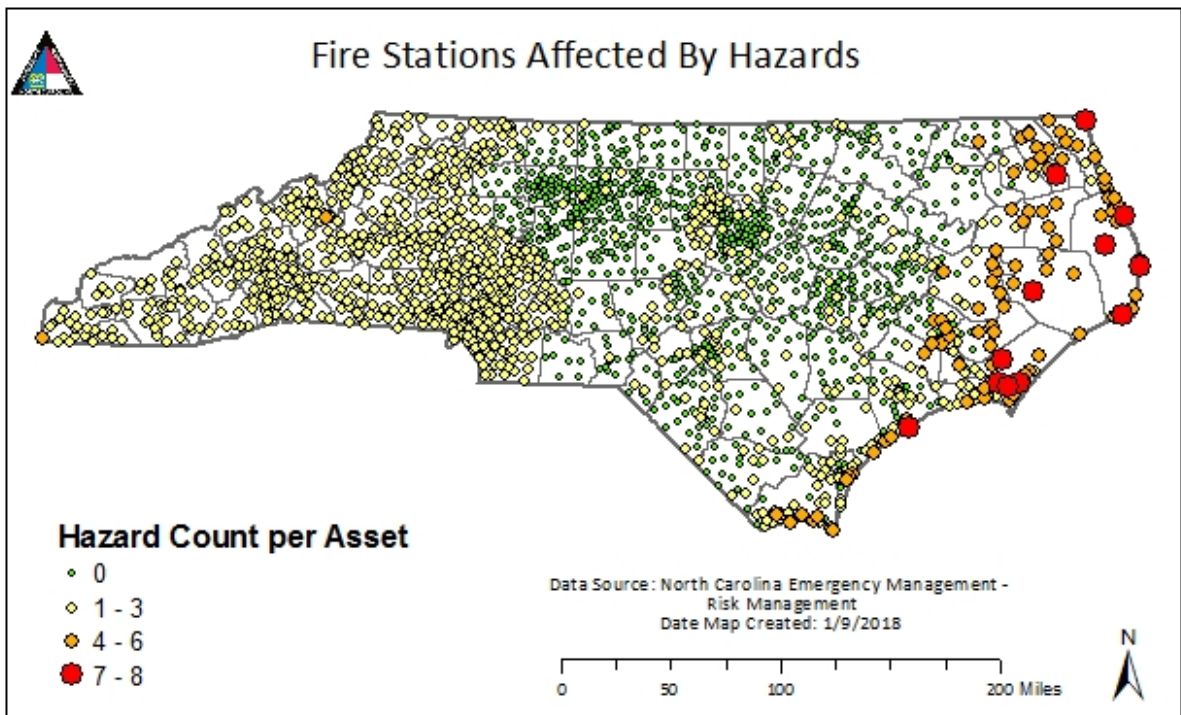 Fire Stations Affected By Hazards
Hazard Count per Asset
0
1 - 3
4 - 6
7 - 8
Data Source: North Carolina Emergency Management -
Risk Management
Date Map Created: 1/9/2018
0 50 100 200 Miles
N